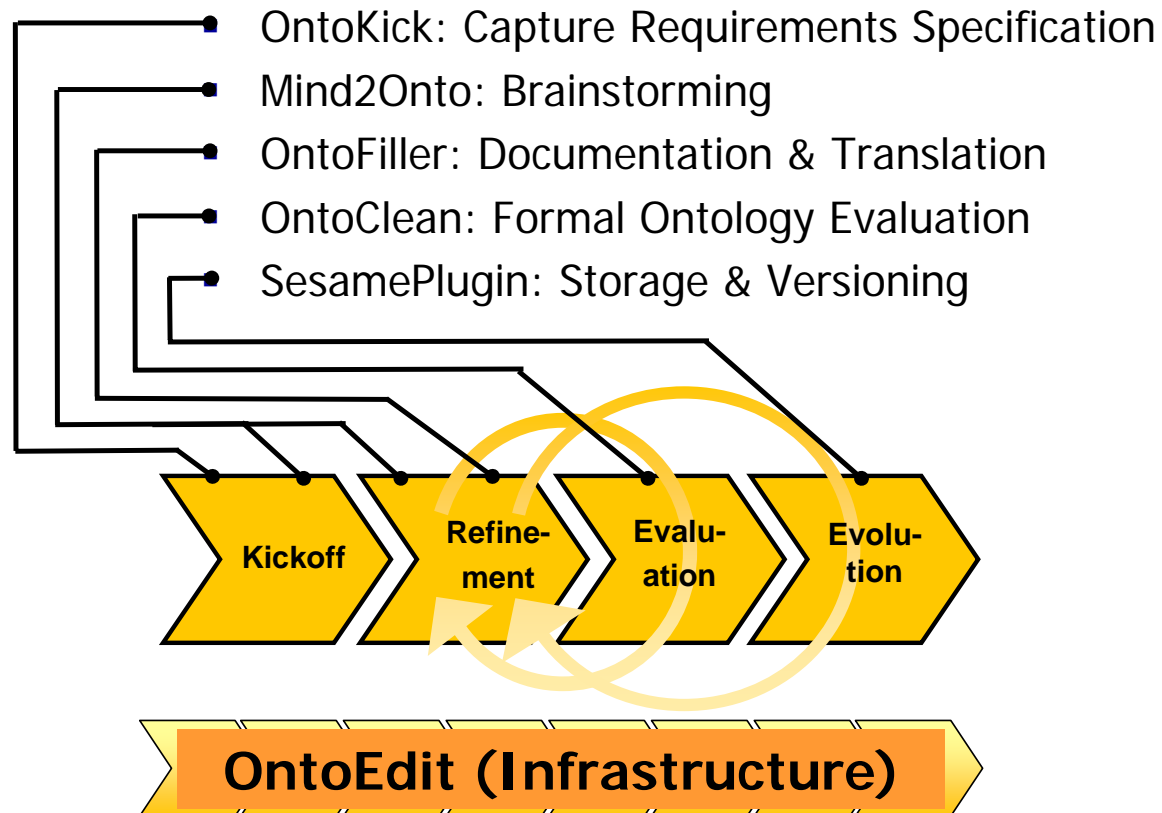 OntoKick: Capture Requirements Specification
Mind2Onto: Brainstorming
OntoFiller: Documentation & Translation
OntoClean: Formal Ontology Evaluation
SesamePlugin: Storage & Versioning
Kickoff
Refine-
ment
Evalu-
ation
Evolu-
tion
OntoEdit (Infrastructure)